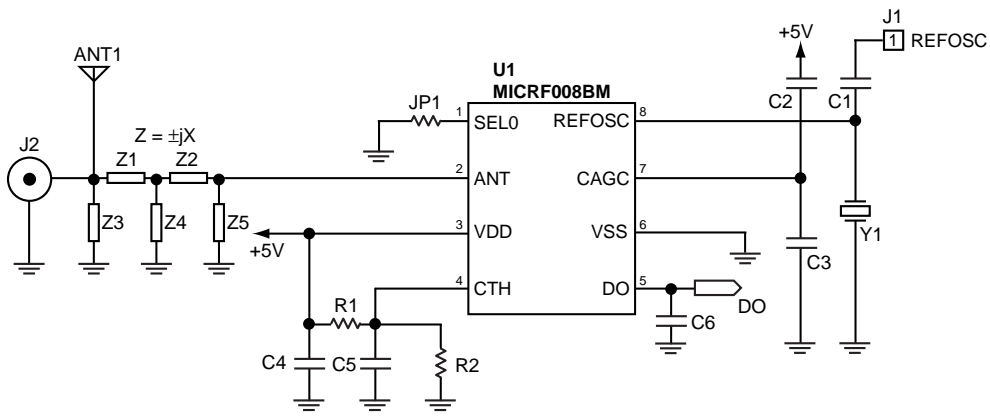 J1
+5V
1 REFOSC
ANT1
U1
MICRF008BM
C2
C1
JP1
1
SEL0
REFOSC
8
J2
Z = ±jX
Z1
Z2
2
ANT
CAGC
7
Z3
Z4
Z5
+5V
3
VDD
VSS
6
Y1
C3
4
CTH
DO
5
DO
R1
C6
C4
C5
R2